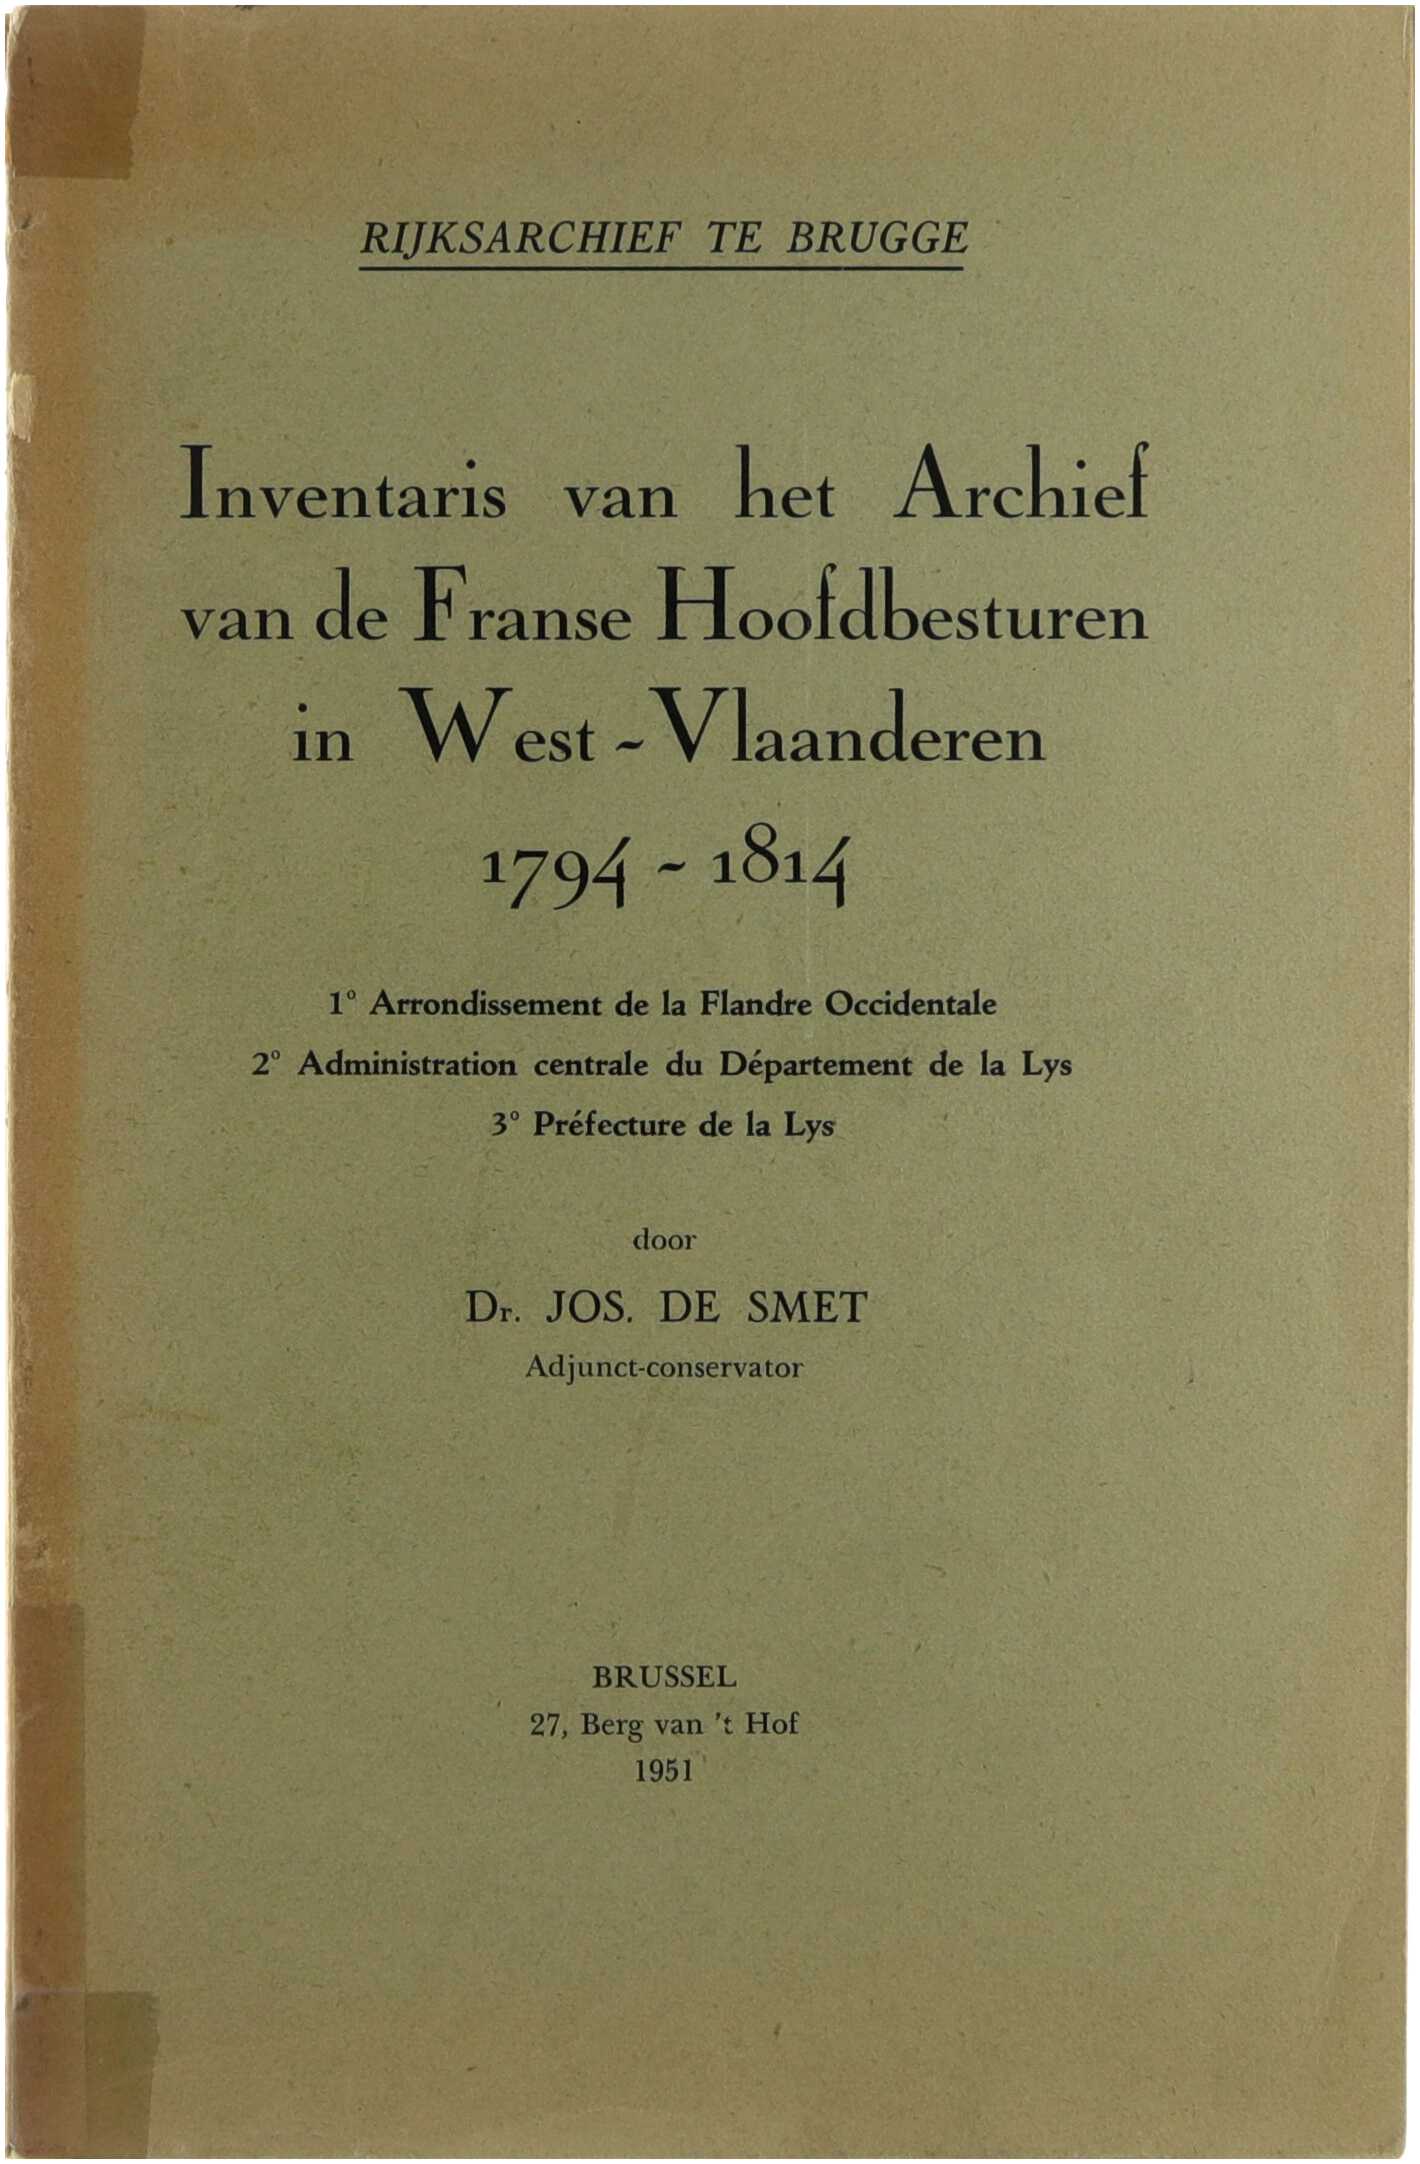 RIJKSARCHIEF TE BRUGGE
Inventaris van het Archief
van de Franse Hoofdbesturen
in West-Vlaanderen
1794-1814
1° Arrondissement de la Flandre Occidentale
2° Administration centrale du Département de la Lys
3° Préfecture de la Lys
door
Dr. JOS. DE SMET
Adjunct-conservator
BRUSSEL
27, Berg van 't Hof
1951